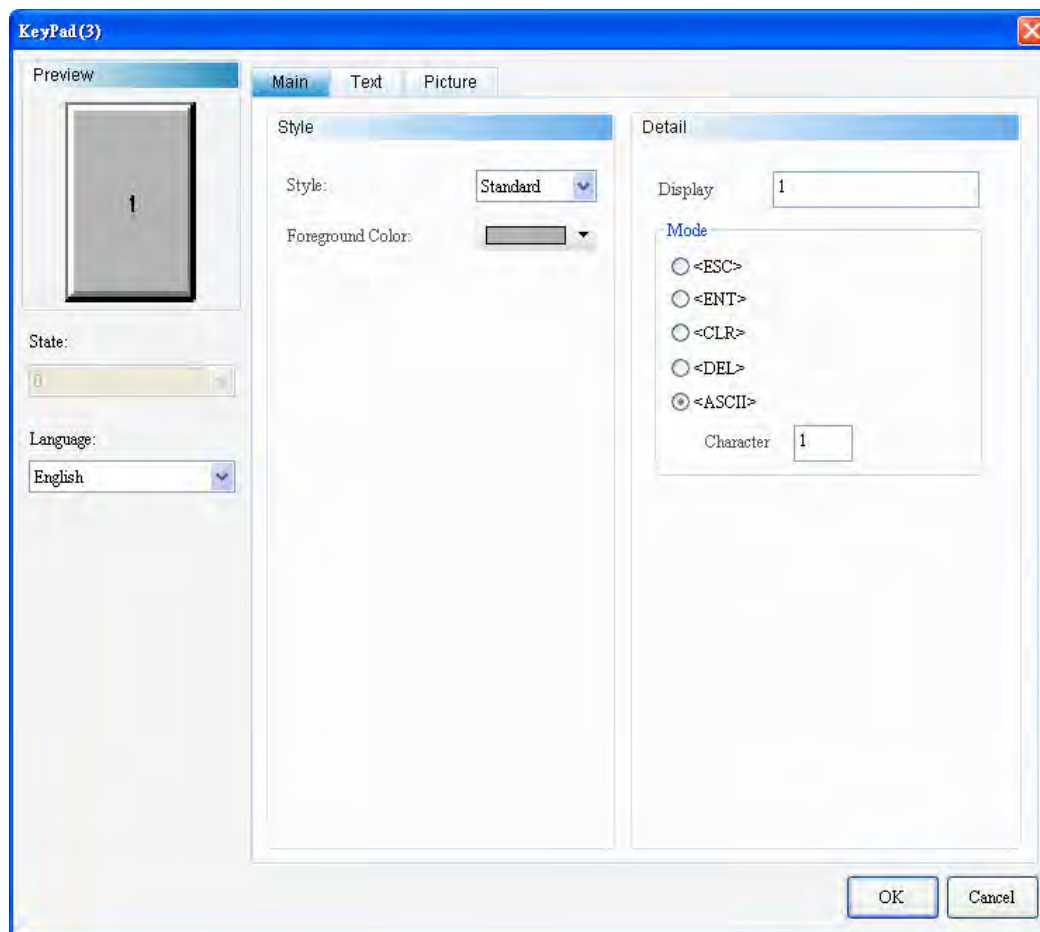 KeyPad(3)
Preview
1
State:
0
Language:
English
Main Text Picture
Style
Style: Standard
Foreground Color:
Detail
Display 1
Mode
<ESC>
<ENT>
<CLR>
<DEL>
<ASCII>
Character 1
OK Cancel